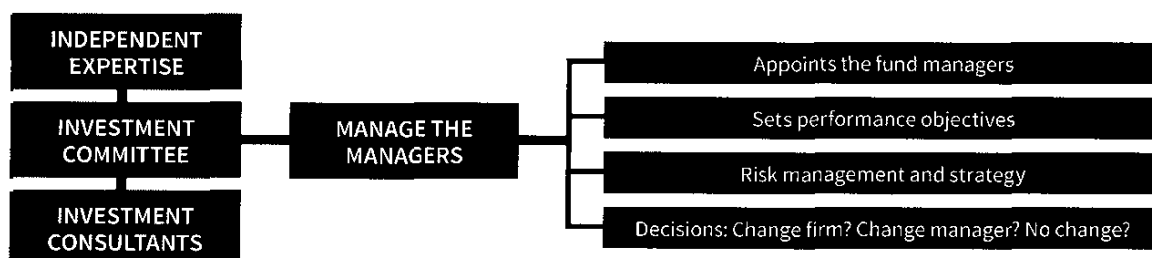 INDEPENDENT
EXPERTISE
INVESTMENT
COMMITTEE
INVESTMENT
CONSULTANTS
MANAGE THE
MANAGERS
Appoints the fund managers
Sets performance objectives
Risk management and strategy
Decisions: Change firm? Change manager? No change?